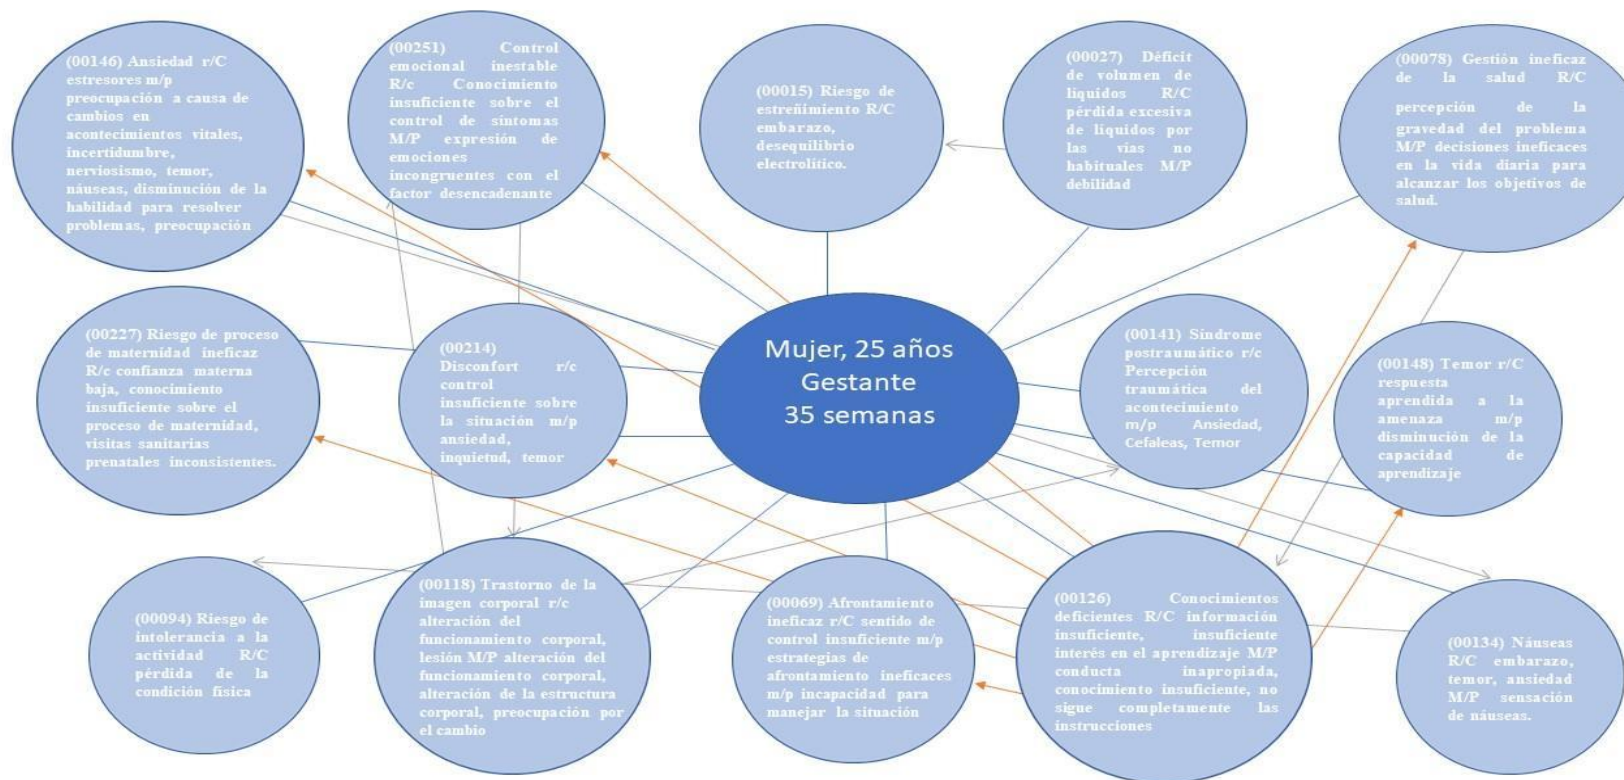 (00146) Ansiedad r/C
estresores m/p
preocupación a causa de
cambios en
acontecimientos vitales,
incertidumbre,
nerviosismo, temor,
náuseas, disminución de la
habilidad para resolver
problemas, preocupación
(00251) Control
emocional inestable
R/c Conocimiento
insuficiente sobre el
control de síntomas
M/P expresión de
emociones
incongruentes con el
factor desencadenante
(00015) Riesgo de
estreñimiento R/C
embarazo,
desequilibrio
electrolítico.
(00027) Déficit
de volumen de
líquidos R/C
pérdida excesiva
de líquidos por
las vías no
habituales M/P
debilidad
(00078) Gestión ineficaz
de la salud R/C
percepción de la
gravedad del problema
M/P decisiones ineficaces
en la vida diaria para
alcanzar los objetivos de
salud.
(00227) Riesgo de proceso
de maternidad ineficaz
R/c confianza materna
baja, conocimiento
insuficiente sobre el
proceso de maternidad,
visitas sanitarias
prenatales inconsistentes.
(00214)
Disconfort r/c
control
insuficiente sobre
la situación m/p
ansiedad,
inquietud, temor
Mujer, 25 años
Gestante
35 semanas
(00141) Síndrome
postraumático r/c
Percepción
traumática del
acontecimiento
m/p Ansiedad,
Cefaleas, Temor
(00148) Temor r/C
respuesta
aprendida a la
amenaza m/p
disminución de la
capacidad de
aprendizaje
(00094) Riesgo de
intolerancia a la
actividad R/C
pérdida de la
condición física
(00118) Trastorno de la
imagen corporal r/c
alteración del
funcionamiento corporal,
lesión M/P alteración del
funcionamiento corporal,
alteración de la estructura
corporal, preocupación por
el cambio
(00069) Afrontamiento
ineficaz r/C sentido de
control insuficiente m/p
estrategias de
afrontamiento ineficaces
m/p incapacidad para
manejar la situación
(00126) Conocimientos
deficientes R/C información
insuficiente, insuficiente
interés en el aprendizaje M/P
conducta inapropiada,
conocimiento insuficiente, no
sigue completamente las
instrucciones
(00134) Náuseas
R/C embarazo,
temor, ansiedad
M/P sensación
de náuseas.